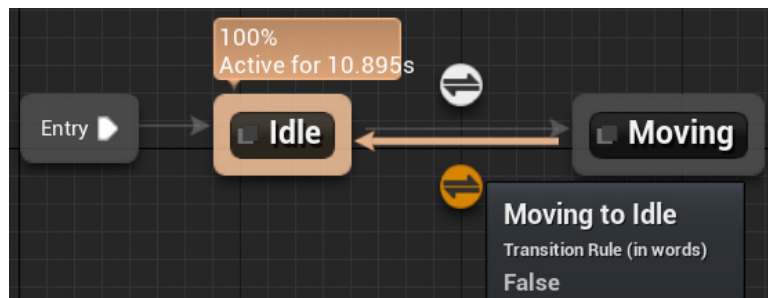 100%
Active for 10.895s
Entry
Idle
Moving
Moving to Idle
Transition Rule (in words)
False